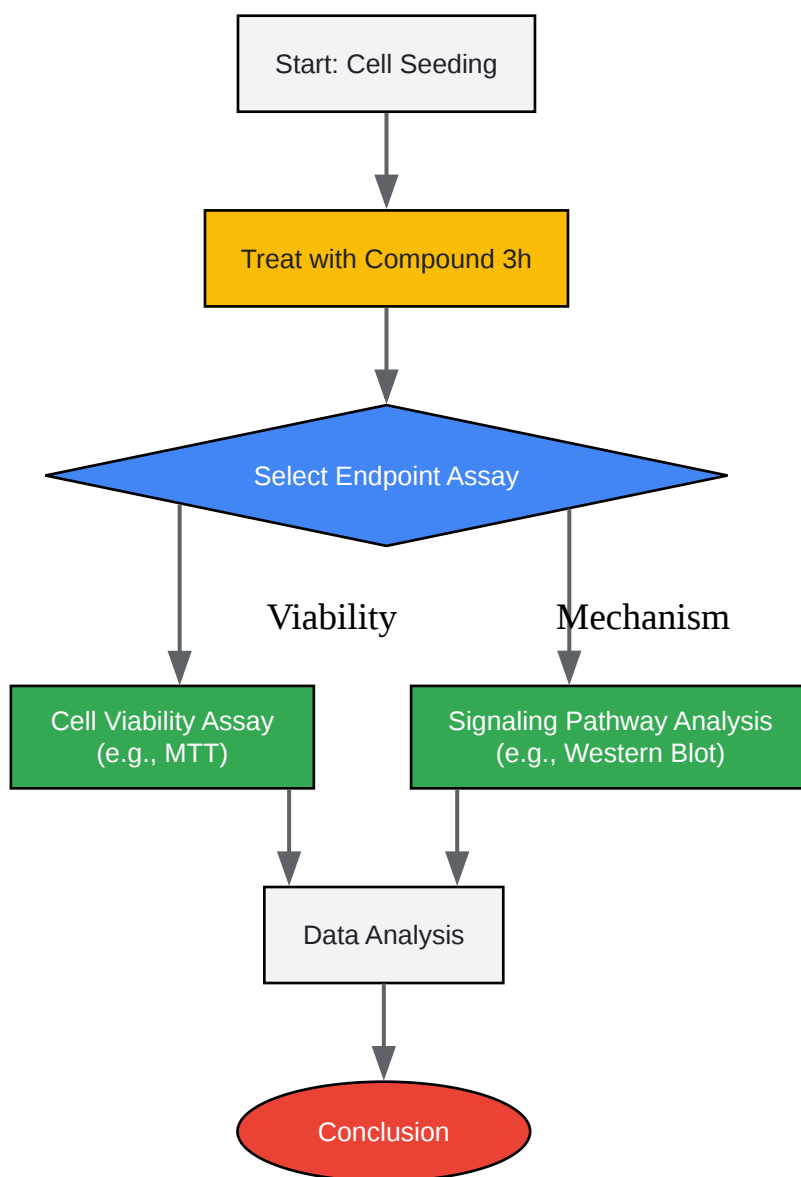 Start: Cell Seeding
Treat with Compound 3h
Select Endpoint Assay
Viability
Mechanism
Cell Viability Assay
(e.g., MTT)
Signaling Pathway Analysis
(e.g., Western Blot)
Data Analysis
Conclusion